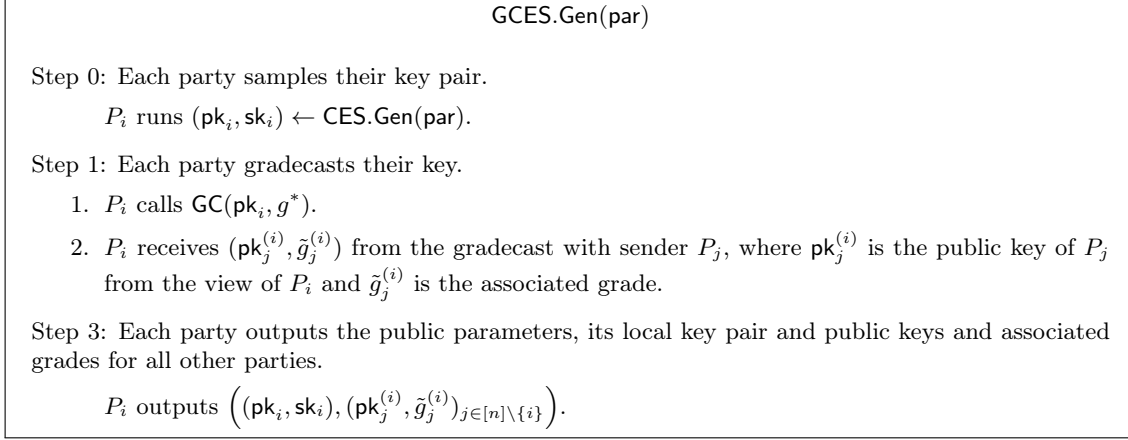 GCES.Gen(par)
Step 0: Each party samples their key pair.
P_i runs (pk_i, sk_i) ← CES.Gen(par).
Step 1: Each party gradecasts their key.
1. P_i calls GC(pk_i, g^*).
2. P_i receives (pk_j^{(i)}, g̃_j^{(i)}) from the gradecast with sender P_j, where pk_j^{(i)} is the public key of P_j
from the view of P_i and g̃_j^{(i)} is the associated grade.
Step 3: Each party outputs the public parameters, its local key pair and public keys and associated
grades for all other parties.
P_i outputs ((pk_i, sk_i), (pk_j^{(i)}, g̃_j^{(i)})_{j∈[n]\{i}}).